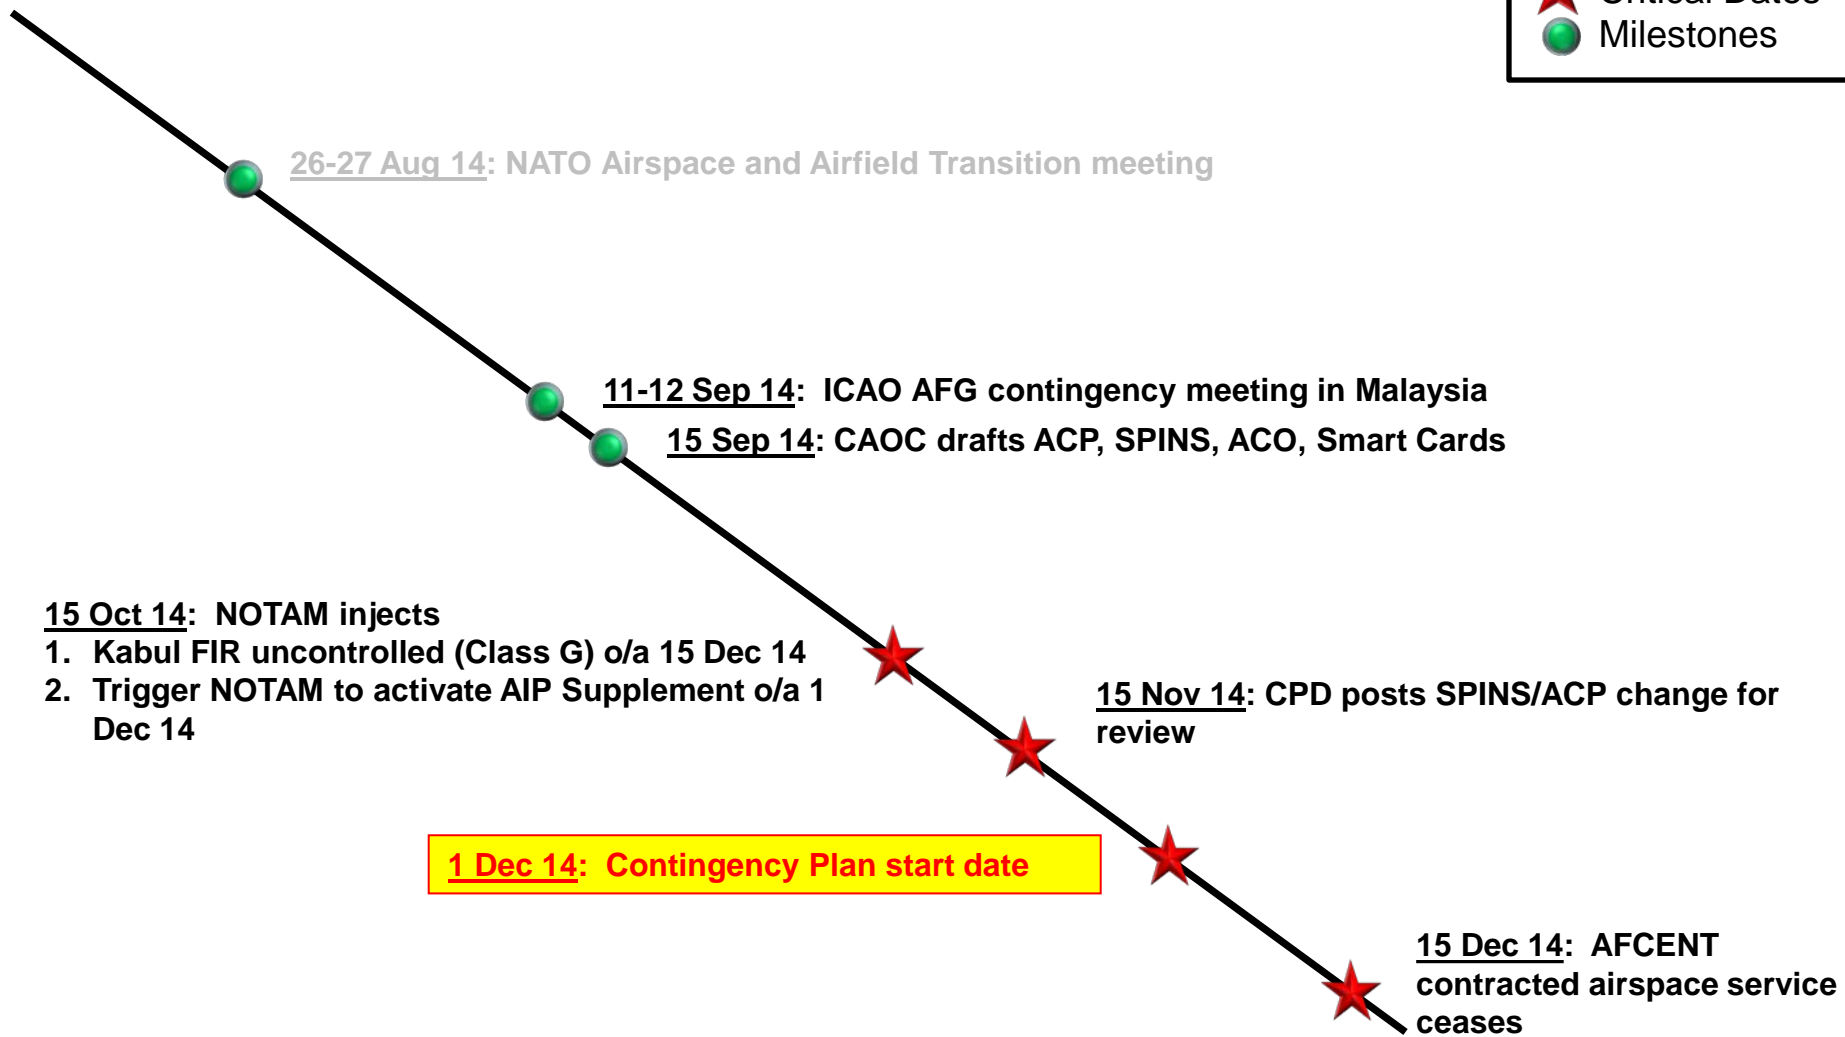 Critical Dates
Milestones
26-27 Aug 14: NATO Airspace and Airfield Transition meeting
11-12 Sep 14: ICAO AFG contingency meeting in Malaysia
15 Sep 14: CAOC drafts ACP, SPINS, ACO, Smart Cards
15 Oct 14: NOTAM injects
1. Kabul FIR uncontrolled (Class G) o/a 15 Dec 14
2. Trigger NOTAM to activate AIP Supplement o/a 1
Dec 14
15 Nov 14: CPD posts SPINS/ACP change for
review
1 Dec 14: Contingency Plan start date
15 Dec 14: AFCENT
contracted airspace service
ceases